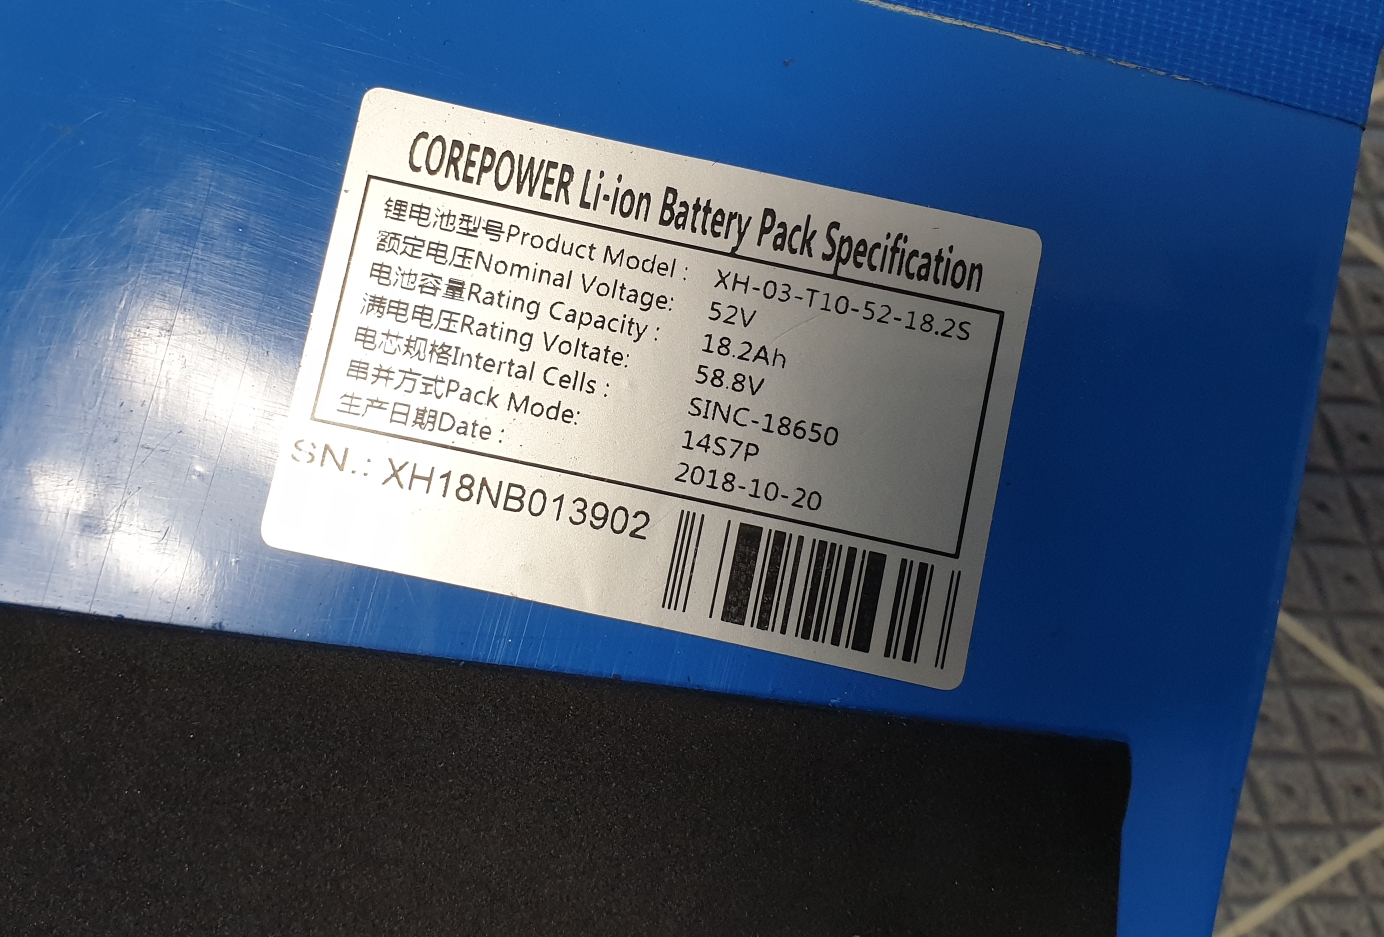 COREPOWER Li-ion Battery Pack Specification
锂电池型号Product Model : XH-03-T10-52-18.2S
额定电压Nominal Voltage: 52V
电池容量Rating Capacity : 18.2Ah
满电电压Rating Voltate: 58.8V
电芯规格Intertal Cells : SINC-18650
串并方式Pack Mode: 14S7P
生产日期Date : 2018-10-20
SN.: XH18NB013902